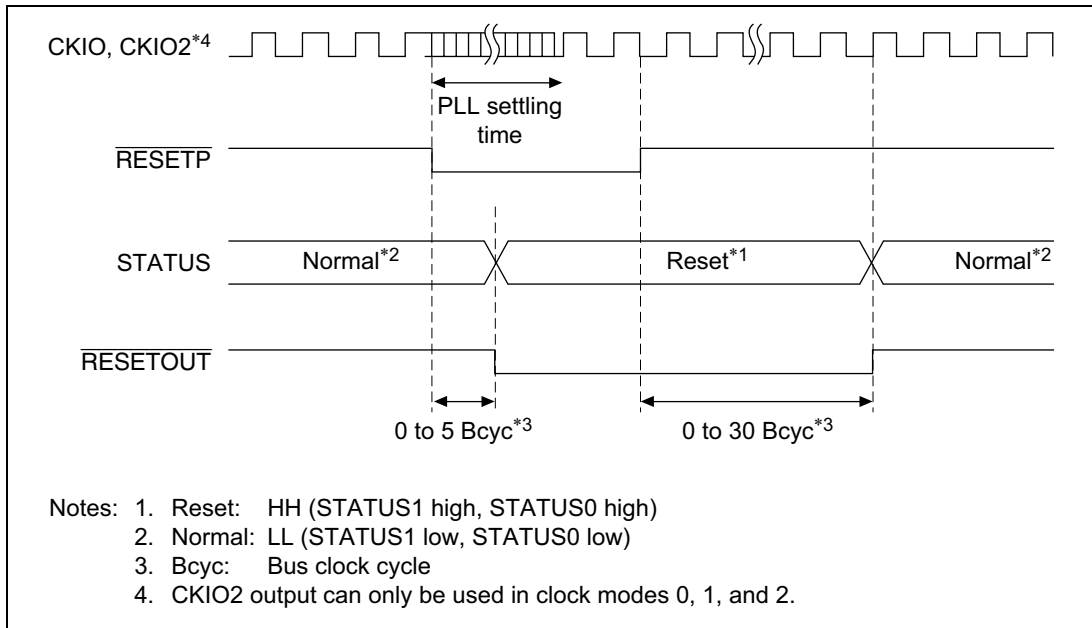 CKIO, CKIO2*4
PLL settling
time
RESETP
STATUS
Normal*2
Reset*1
Normal*2
RESETOUT
0 to 5 Bcyc*3
0 to 30 Bcyc*3
Notes: 1. Reset: HH (STATUS1 high, STATUS0 high)
2. Normal: LL (STATUS1 low, STATUS0 low)
3. Bcyc: Bus clock cycle
4. CKIO2 output can only be used in clock modes 0, 1, and 2.